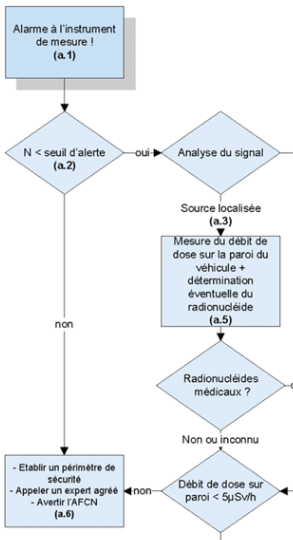 Alarme à l'instrument
de mesure !
(a.1)
N < seuil d'alerte
(a.2)
oui
Analyse du signal
Source localisée
(a.3)
Mesure du débit de
dose sur la paroi du
véhicule +
détermination
éventuelle du
radionucléide
(a.5)
non
Radionucléides
médicaux ?
Non ou inconnu
- Etablir un périmètre de
sécurité
- Appeler un expert agréé
- Avertir l'AFCN
(a.6)
non
Débit de dose sur
paroi < 5µSv/h